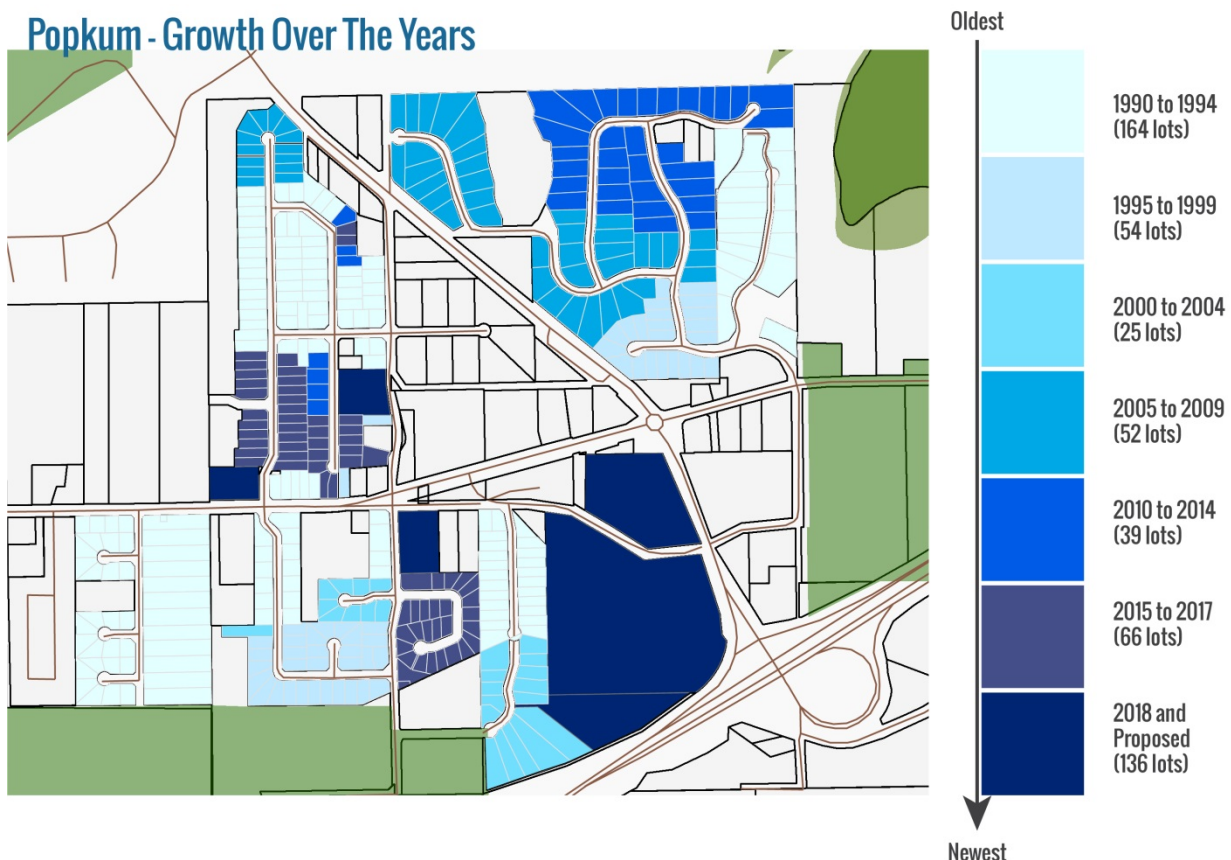 Popkum - Growth Over The Years
Oldest
1990 to 1994
(164 lots)
1995 to 1999
(54 lots)
2000 to 2004
(25 lots)
2005 to 2009
(52 lots)
2010 to 2014
(39 lots)
2015 to 2017
(66 lots)
2018 and
Proposed
(136 lots)
Newest